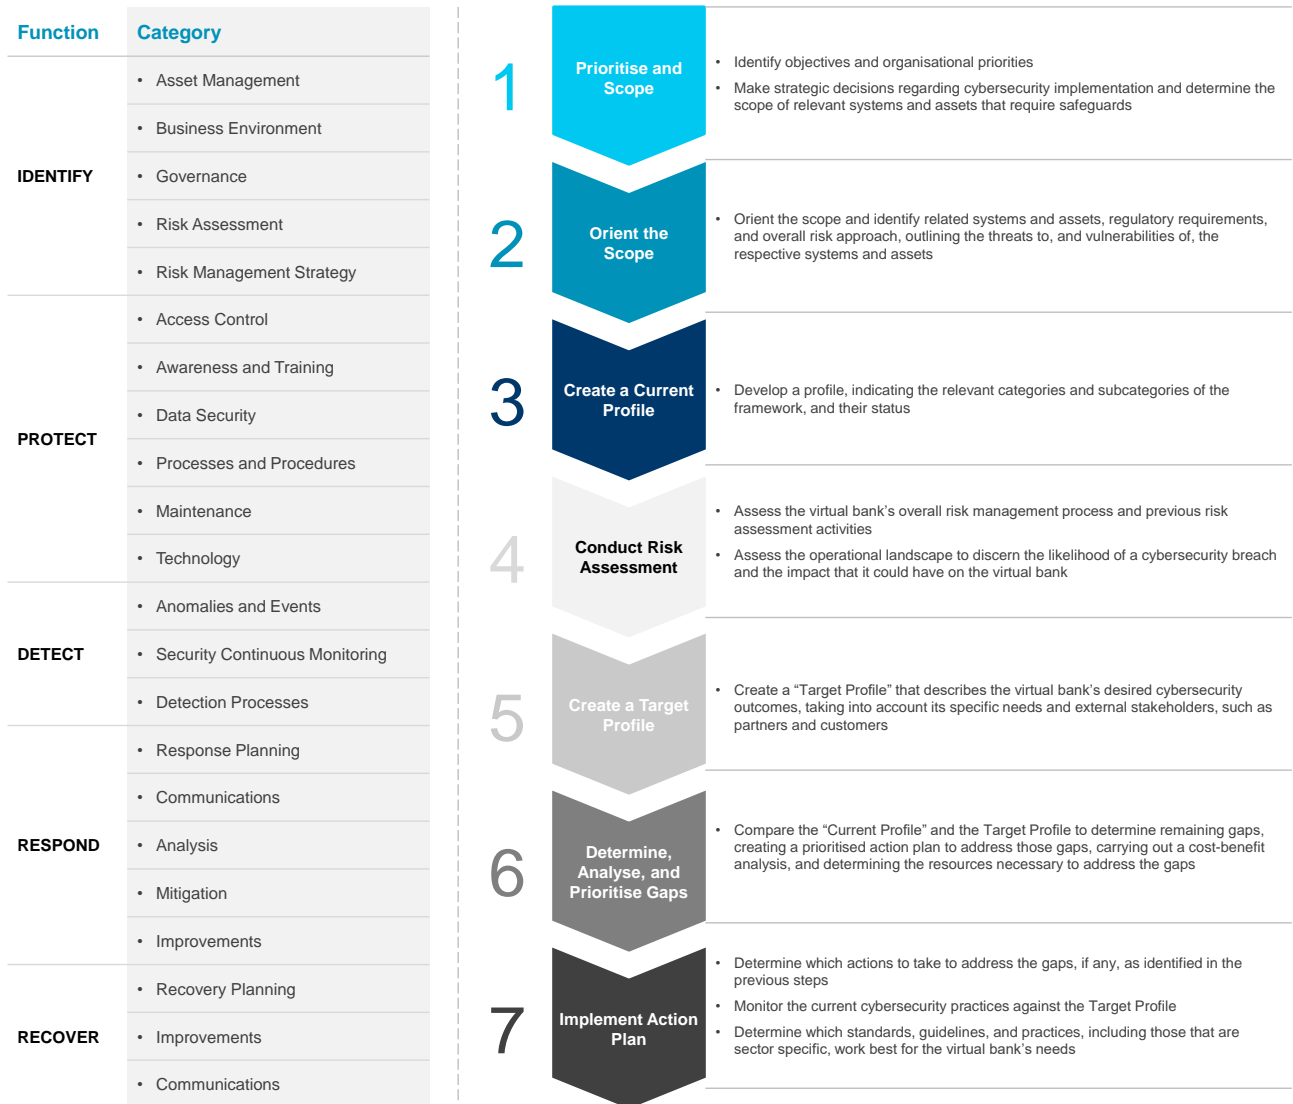 Function
Category
IDENTIFY
• Asset Management
• Business Environment
• Governance
• Risk Assessment
• Risk Management Strategy
PROTECT
• Access Control
• Awareness and Training
• Data Security
• Processes and Procedures
• Maintenance
• Technology
DETECT
• Anomalies and Events
• Security Continuous Monitoring
• Detection Processes
RESPOND
• Response Planning
• Communications
• Analysis
• Mitigation
• Improvements
RECOVER
• Recovery Planning
• Improvements
• Communications
1
Prioritise and
Scope
• Identify objectives and organisational priorities
• Make strategic decisions regarding cybersecurity implementation and determine the
scope of relevant systems and assets that require safeguards
2
Orient the
Scope
• Orient the scope and identify related systems and assets, regulatory requirements,
and overall risk approach, outlining the threats to, and vulnerabilities of, the
respective systems and assets
3
Create a Current
Profile
• Develop a profile, indicating the relevant categories and subcategories of the
framework, and their status
4
Conduct Risk
Assessment
• Assess the virtual bank’s overall risk management process and previous risk
assessment activities
• Assess the operational landscape to discern the likelihood of a cybersecurity breach
and the impact that it could have on the virtual bank
5
Create a Target
Profile
• Create a “Target Profile” that describes the virtual bank’s desired cybersecurity
outcomes, taking into account its specific needs and external stakeholders, such as
partners and customers
6
Determine,
Analyse, and
Prioritise Gaps
• Compare the “Current Profile” and the Target Profile to determine remaining gaps,
creating a prioritised action plan to address those gaps, carrying out a cost-benefit
analysis, and determining the resources necessary to address the gaps
7
Implement Action
Plan
• Determine which actions to take to address the gaps, if any, as identified in the
previous steps
• Monitor the current cybersecurity practices against the Target Profile
• Determine which standards, guidelines, and practices, including those that are
sector specific, work best for the virtual bank’s needs